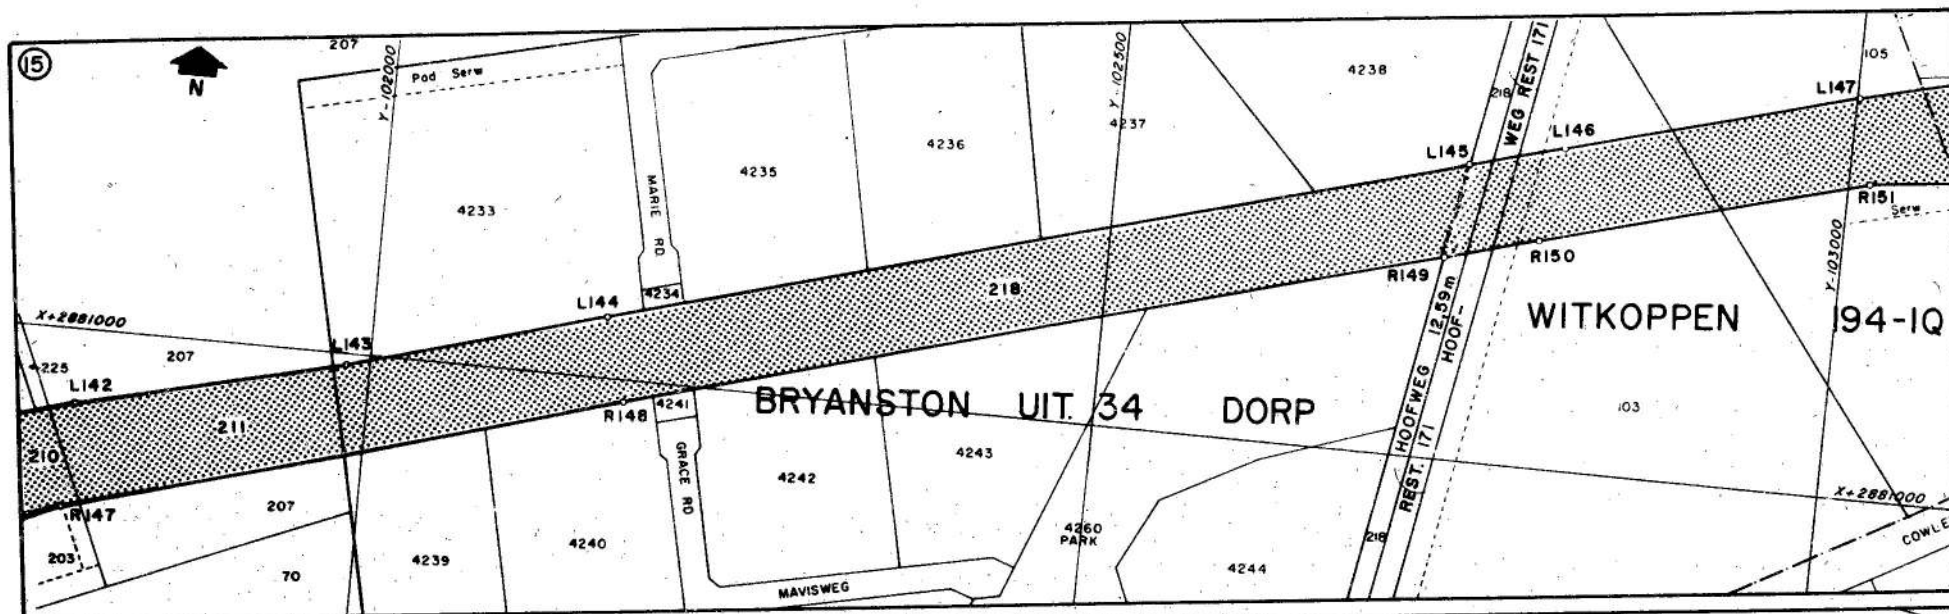 15
N
207
Pad Serw
Y-102000
4233
MARIE RD
4234
4235
4236
Y-102500
4237
4238
218
WEG REST 171
L145
L146
L147
105
R151
Serw
R149
R150
Y-103000
X+2881000
207
4225
L142
L143
L144
218
211
210
R147
R148
4241
GRACE RD
BRYANSTON UIT. 34 DORP
WITKOPPEN 194-IQ
HOOFWEG 12,59m
REST. 171 HOOF-
103
X+2881000
203
207
70
4239
4240
4242
4243
4260
PARK
4244
218
MAVISWEG
COWLE